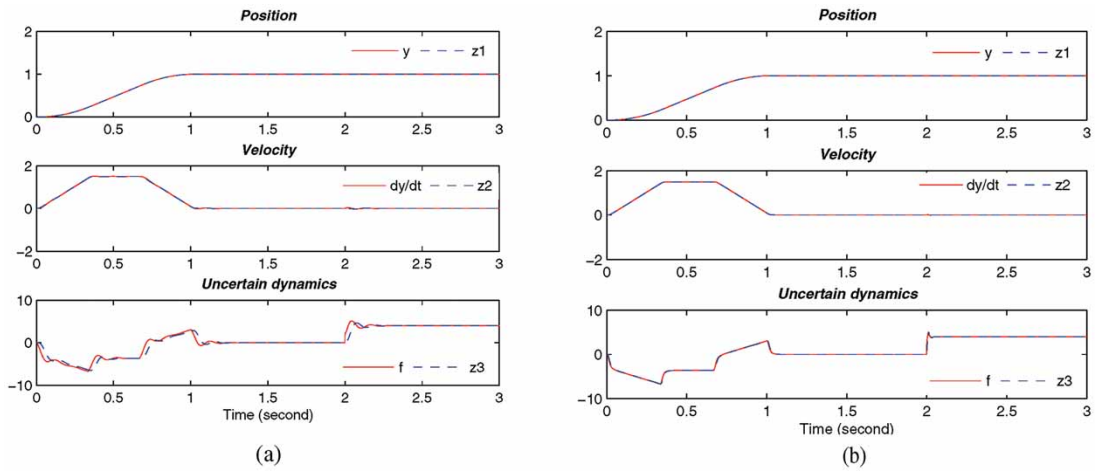 Position
2
1
0
y z1
0 0.5 1 1.5 2 2.5 3
Velocity
2
0
−2
dy/dt z2
0 0.5 1 1.5 2 2.5 3
Uncertain dynamics
10
0
−10
f z3
0 0.5 1 1.5 2 2.5 3
Time (second)
(a)
Position
2
1
0
y z1
0 0.5 1 1.5 2 2.5 3
Velocity
2
0
−2
dy/dt z2
0 0.5 1 1.5 2 2.5 3
Uncertain dynamics
10
0
−10
f z3
0 0.5 1 1.5 2 2.5 3
Time (second)
(b)